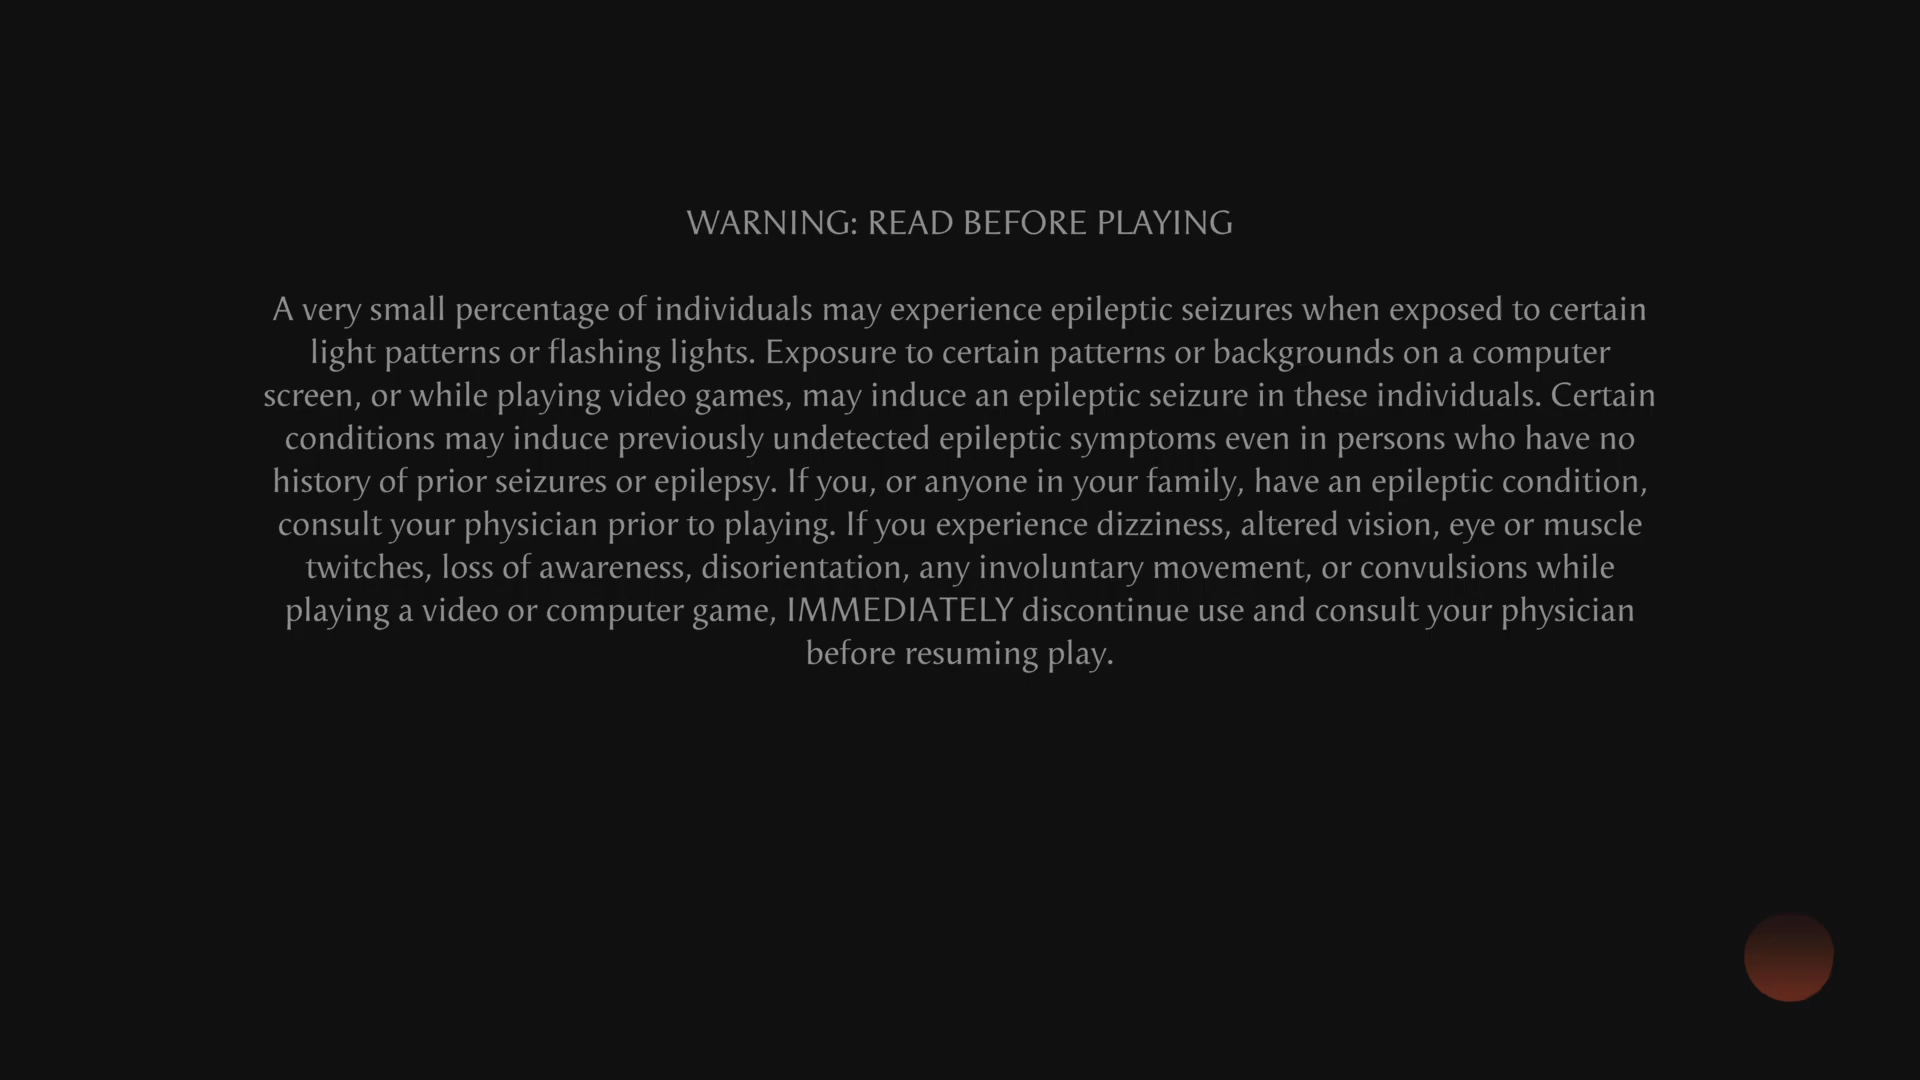 WARNING: READ BEFORE PLAYING
A very small percentage of individuals may experience epileptic seizures when exposed to certain
light patterns or flashing lights. Exposure to certain patterns or backgrounds on a computer
screen, or while playing video games, may induce an epileptic seizure in these individuals. Certain
conditions may induce previously undetected epileptic symptoms even in persons who have no
history of prior seizures or epilepsy. If you, or anyone in your family, have an epileptic condition,
consult your physician prior to playing. If you experience dizziness, altered vision, eye or muscle
twitches, loss of awareness, disorientation, any involuntary movement, or convulsions while
playing a video or computer game, IMMEDIATELY discontinue use and consult your physician
before resuming play.